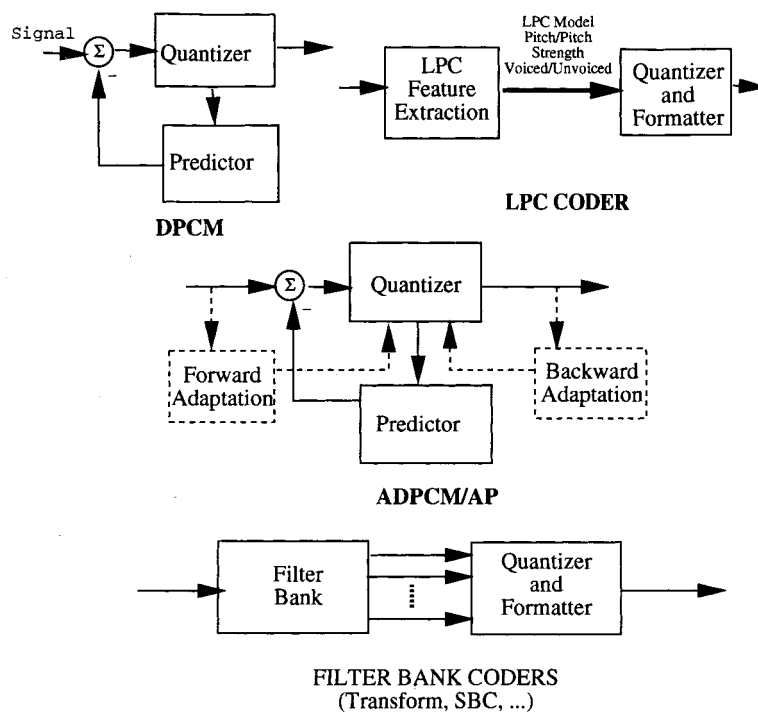 Signal
Σ
Quantizer
−
Predictor
DPCM
LPC
Feature
Extraction
LPC Model
Pitch/Pitch
Strength
Voiced/Unvoiced
Quantizer
and
Formatter
LPC CODER
Σ
Quantizer
−
Forward
Adaptation
Backward
Adaptation
Predictor
ADPCM/AP
Filter
Bank
Quantizer
and
Formatter
FILTER BANK CODERS
(Transform, SBC, ...)